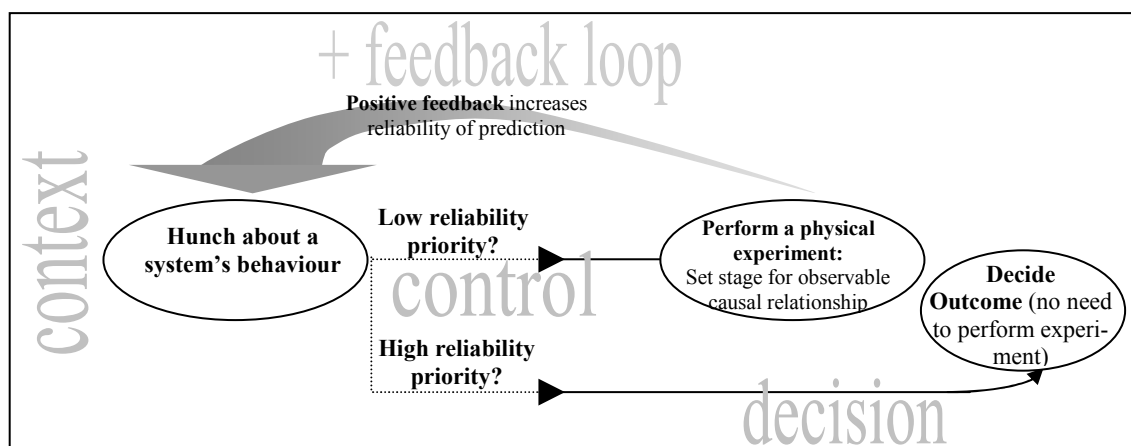 + feedback loop
Positive feedback increases
reliability of prediction
context
Hunch about a
system's behaviour
Low reliability
priority?
control
High reliability
priority?
Perform a physical
experiment:
Set stage for observable
causal relationship
Decide
Outcome (no need
to perform experi-
ment)
decision